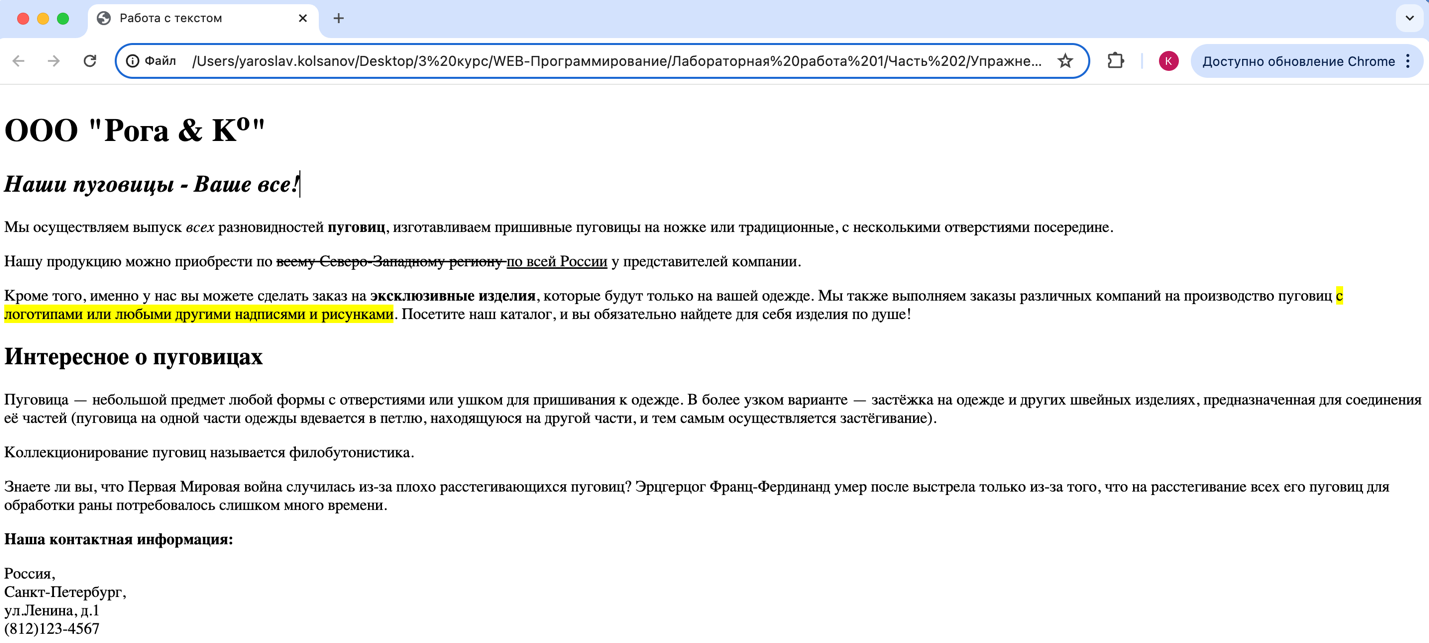 Работа с текстом
Файл /Users/yaroslav.kolsanov/Desktop/3%20курс/WEB-Программирование/Лабораторная%20работа%201/Часть%202/Упражне...
K
Доступно обновление Chrome
ООО "Рога & Kº"
Наши пуговицы - Ваше все!
Мы осуществляем выпуск всех разновидностей пуговиц, изготавливаем пришивные пуговицы на ножке или традиционные, с несколькими отверстиями посередине.
Нашу продукцию можно приобрести по всему Северо-Западному региону по всей России у представителей компании.
Кроме того, именно у нас вы можете сделать заказ на эксклюзивные изделия, которые будут только на вашей одежде. Мы также выполняем заказы различных компаний на производство пуговиц с
логотипами или любыми другими надписями и рисунками. Посетите наш каталог, и вы обязательно найдете для себя изделия по душе!
Интересное о пуговицах
Пуговица — небольшой предмет любой формы с отверстиями или ушком для пришивания к одежде. В более узком варианте — застёжка на одежде и других швейных изделиях, предназначенная для соединения
её частей (пуговица на одной части одежды вдевается в петлю, находящуюся на другой части, и тем самым осуществляется застёгивание).
Коллекционирование пуговиц называется филобутонистика.
Знаете ли вы, что Первая Мировая война случилась из-за плохо расстегивающихся пуговиц? Эрцгерцог Франц-Фердинанд умер после выстрела только из-за того, что на расстегивание всех его пуговиц для
обработки раны потребовалось слишком много времени.
Наша контактная информация:
Россия,
Санкт-Петербург,
ул.Ленина, д.1
(812)123-4567